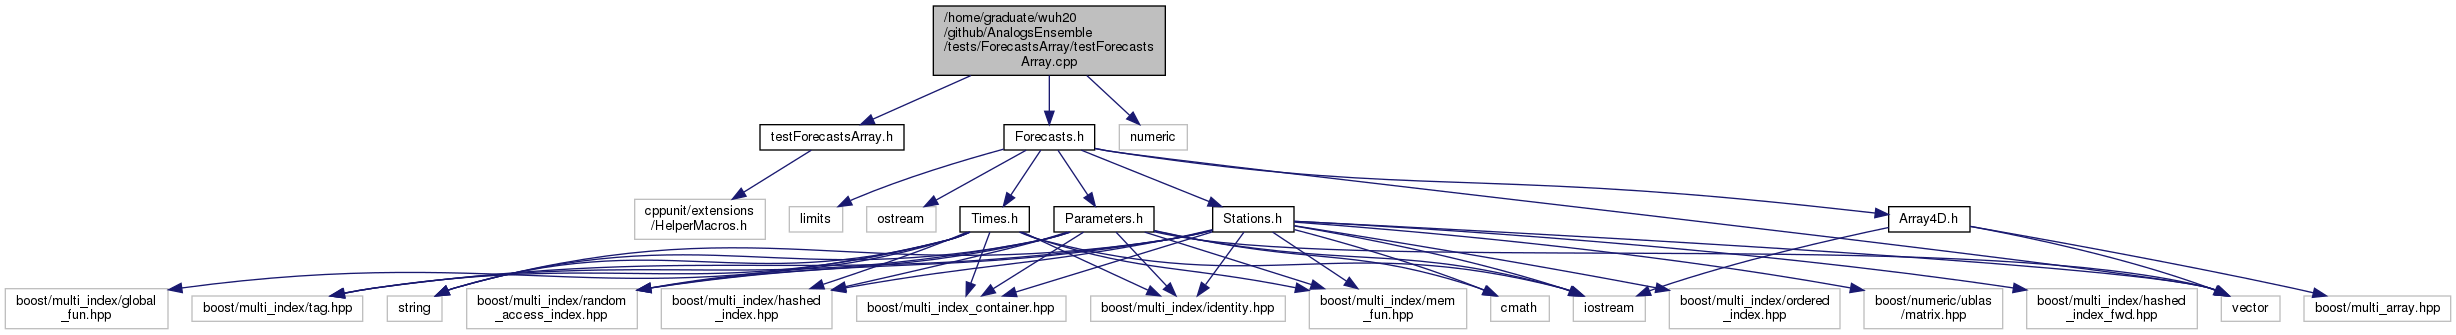 /home/graduate/wuh20
/github/AnalogsEnsemble
/tests/ForecastsArray/testForecasts
Array.cpp
testForecastsArray.h
Forecasts.h
numeric
cppunit/extensions
/HelperMacros.h
limits
ostream
Times.h
Parameters.h
Stations.h
Array4D.h
boost/multi_index/global
_fun.hpp
boost/multi_index/tag.hpp
string
boost/multi_index/random
_access_index.hpp
boost/multi_index/hashed
_index.hpp
boost/multi_index_container.hpp
boost/multi_index/identity.hpp
boost/multi_index/mem
_fun.hpp
cmath
iostream
boost/multi_index/ordered
_index.hpp
boost/numeric/ublas
/matrix.hpp
boost/multi_index/hashed
_index_fwd.hpp
vector
boost/multi_array.hpp